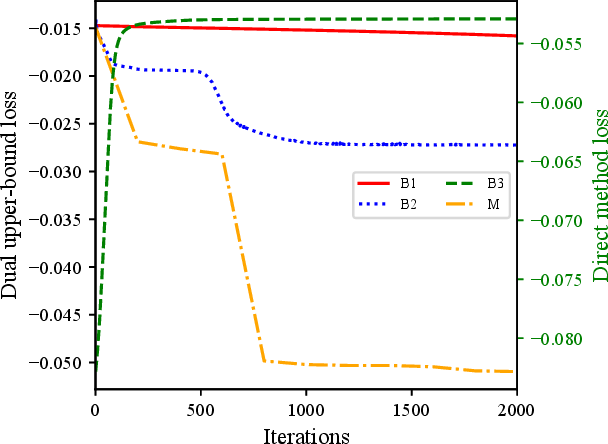 Dual upper-bound loss
−0.015
−0.020
−0.025
−0.030
−0.035
−0.040
−0.045
−0.050
B1
B2
B3
M
−0.055
−0.060
−0.065
−0.070
−0.075
−0.080
Direct method loss
0 500 1000 1500 2000
Iterations